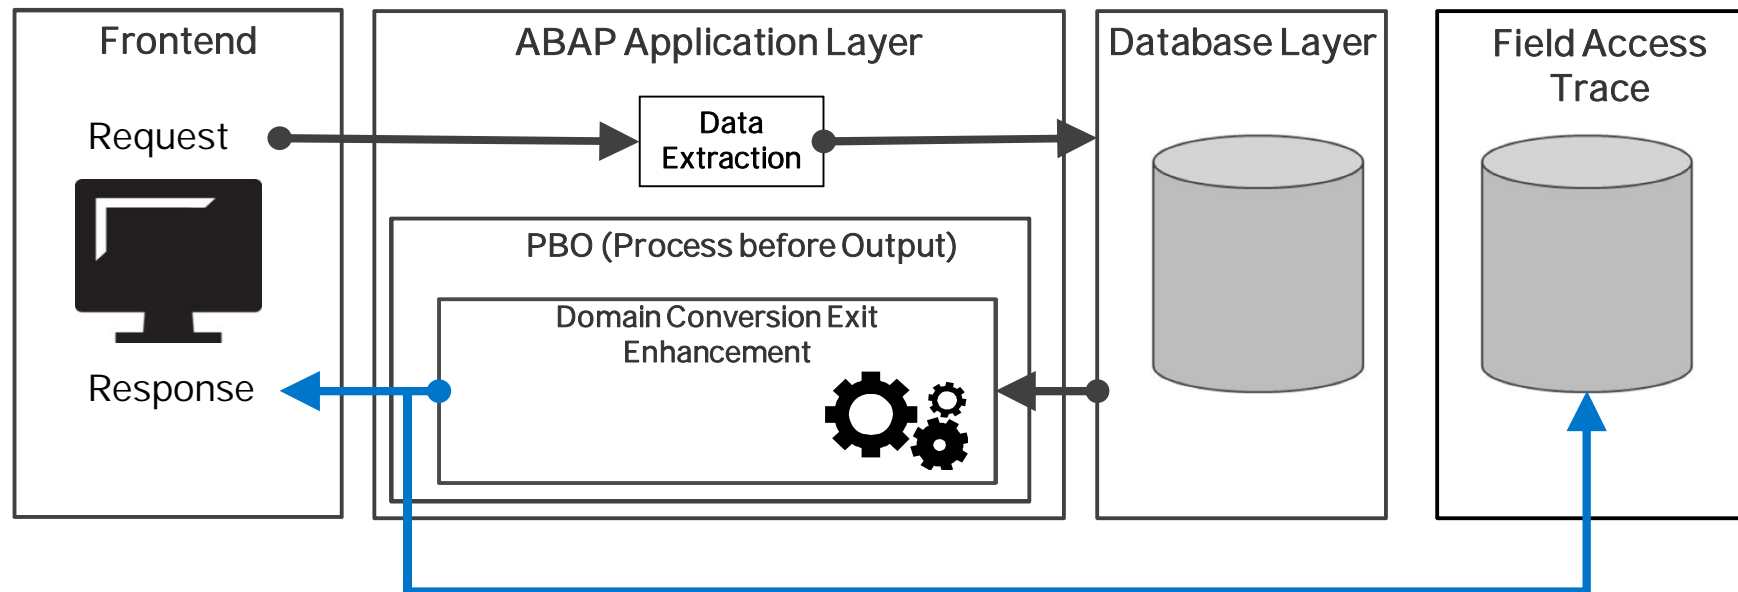 Frontend
ABAP Application Layer
Database Layer
Field Access
Trace
Request
Data
Extraction
PBO (Process before Output)
Domain Conversion Exit
Enhancement
Response